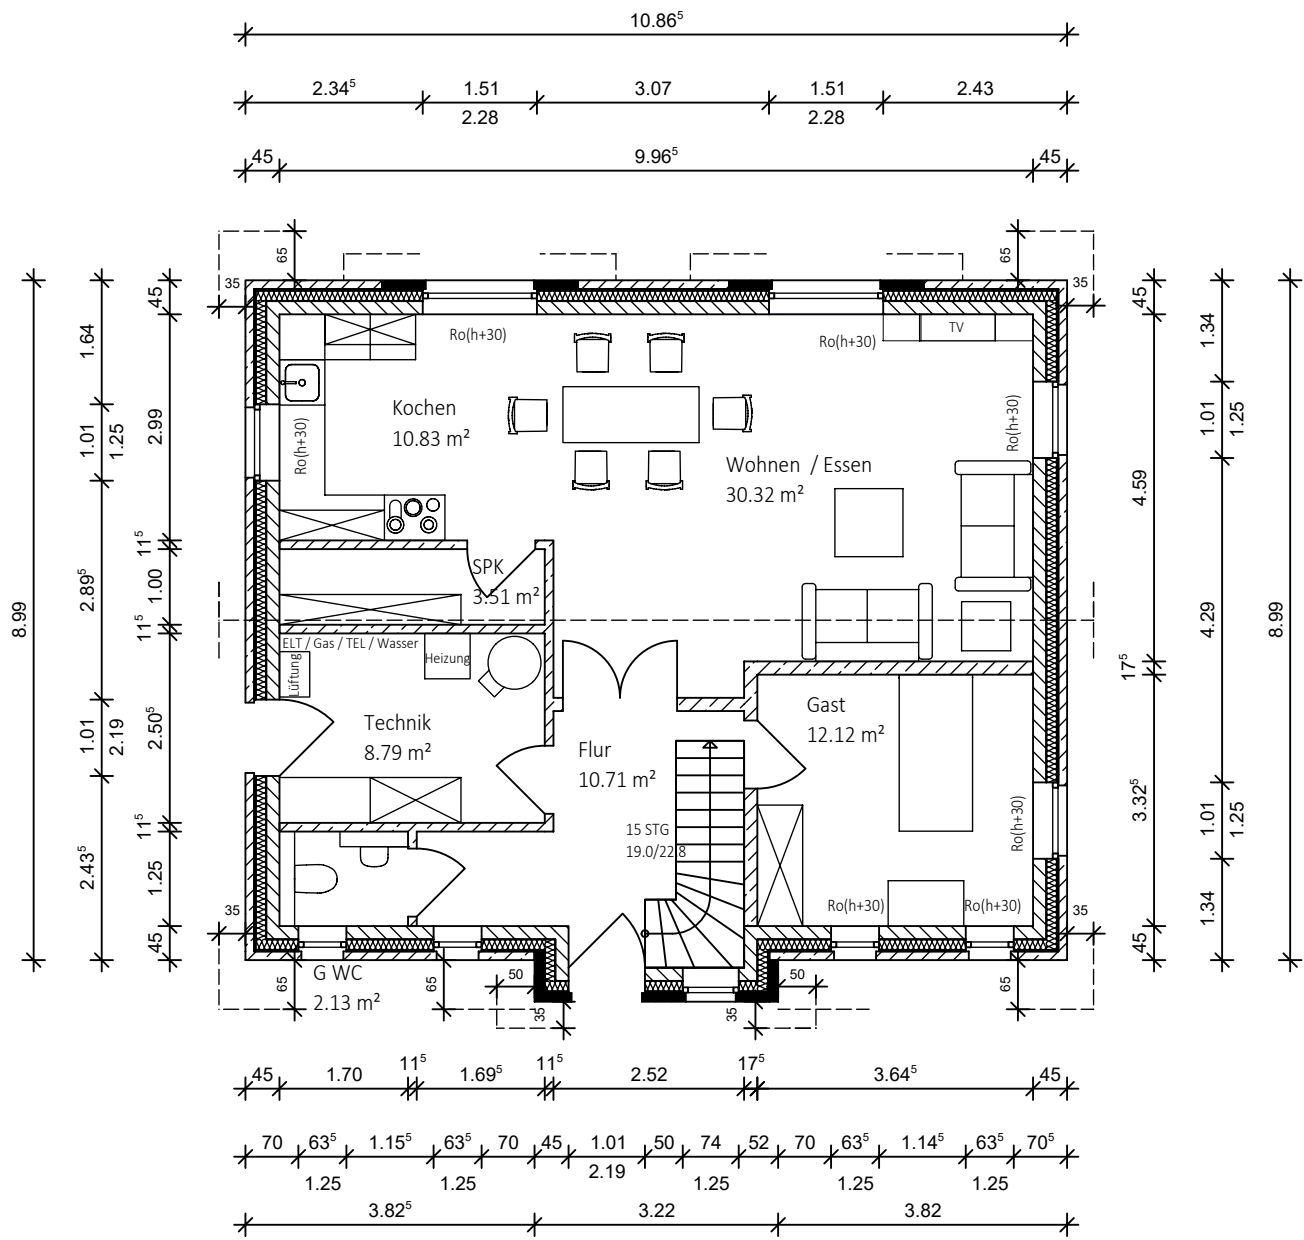 10.86⁵
2.34⁵ 1.51 3.07 1.51 2.43
2.28 2.28
45 9.96⁵ 45
65 65
35 35
45 45
1.64 1.34
Ro(h+30) Ro(h+30) TV
Kochen
10.83 m²
Ro(h+30) Ro(h+30)
1.01 1.25 2.99
1.01 1.25
Wohnen / Essen
30.32 m²
4.59
11⁵
SPK
3.51 m²
8.99 2.89⁵ 1.00
4.29 8.99
11⁵
ELT / Gas / TEL / Wasser
Lüftung
Heizung
17⁵
Technik
8.79 m²
1.01 2.19 2.50⁵
Flur
10.71 m²
Gast
12.12 m²
3.32⁵
1.01 1.25
Ro(h+30)
15 STG
19.0/22.8
11⁵
2.43⁵ 1.25
Ro(h+30) Ro(h+30)
1.34
35 35
45 45
G WC
2.13 m²
65 65 50 50 65
35 35
45 1.70 11⁵ 1.69⁵ 11⁵ 2.52 17⁵ 3.64⁵ 45
70 63⁵ 1.15⁵ 63⁵ 70 45 1.01 50 74 52 70 63⁵ 1.14⁵ 63⁵ 70⁵
1.25 1.25 2.19 1.25 1.25 1.25
3.82⁵ 3.22 3.82